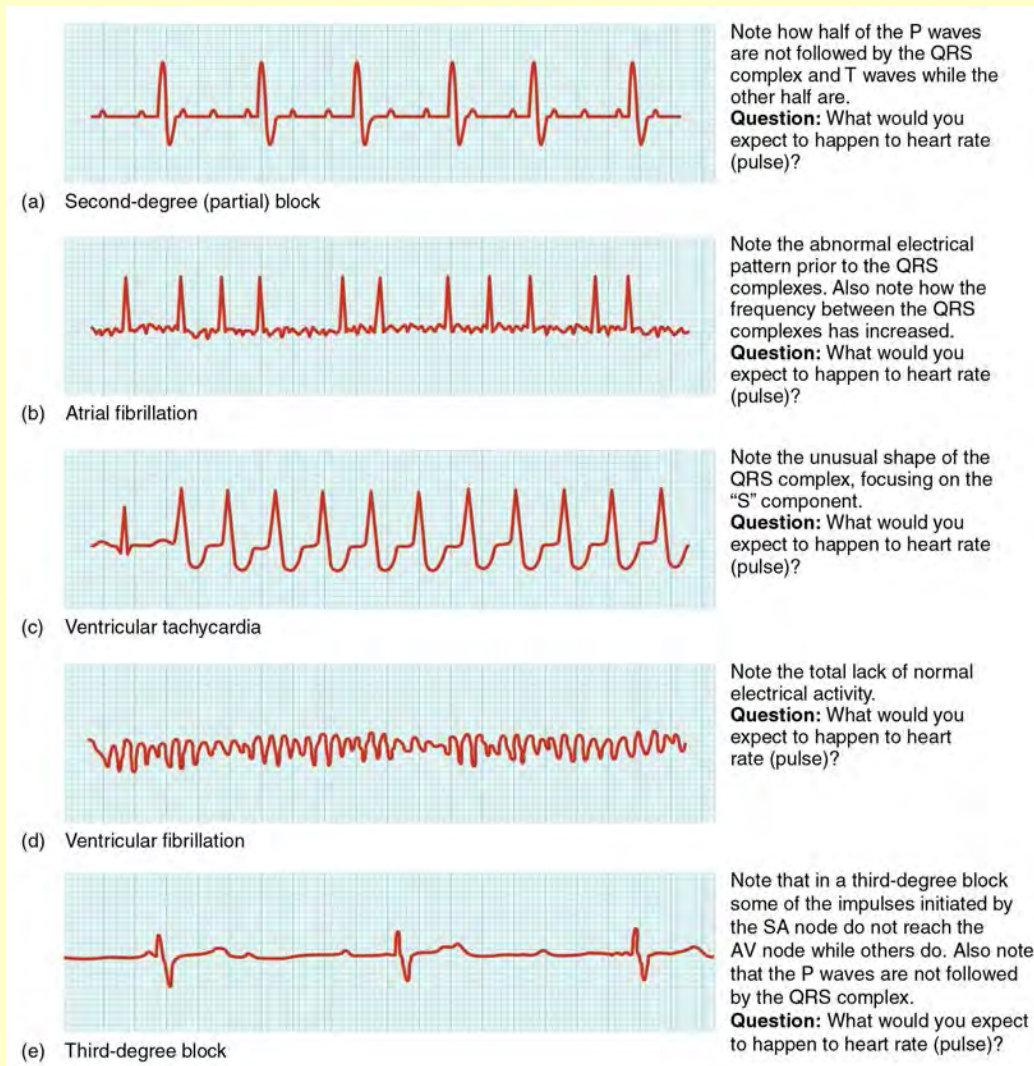 Note how half of the P waves
are not followed by the QRS
complex and T waves while the
other half are.
Question: What would you
expect to happen to heart rate
(pulse)?
(a) Second-degree (partial) block
Note the abnormal electrical
pattern prior to the QRS
complexes. Also note how the
frequency between the QRS
complexes has increased.
Question: What would you
expect to happen to heart rate
(pulse)?
(b) Atrial fibrillation
Note the unusual shape of the
QRS complex, focusing on the
“S” component.
Question: What would you
expect to happen to heart rate
(pulse)?
(c) Ventricular tachycardia
Note the total lack of normal
electrical activity.
Question: What would you
expect to happen to heart
rate (pulse)?
(d) Ventricular fibrillation
Note that in a third-degree block
some of the impulses initiated by
the SA node do not reach the
AV node while others do. Also note
that the P waves are not followed
by the QRS complex.
Question: What would you expect
to happen to heart rate (pulse)?
(e) Third-degree block